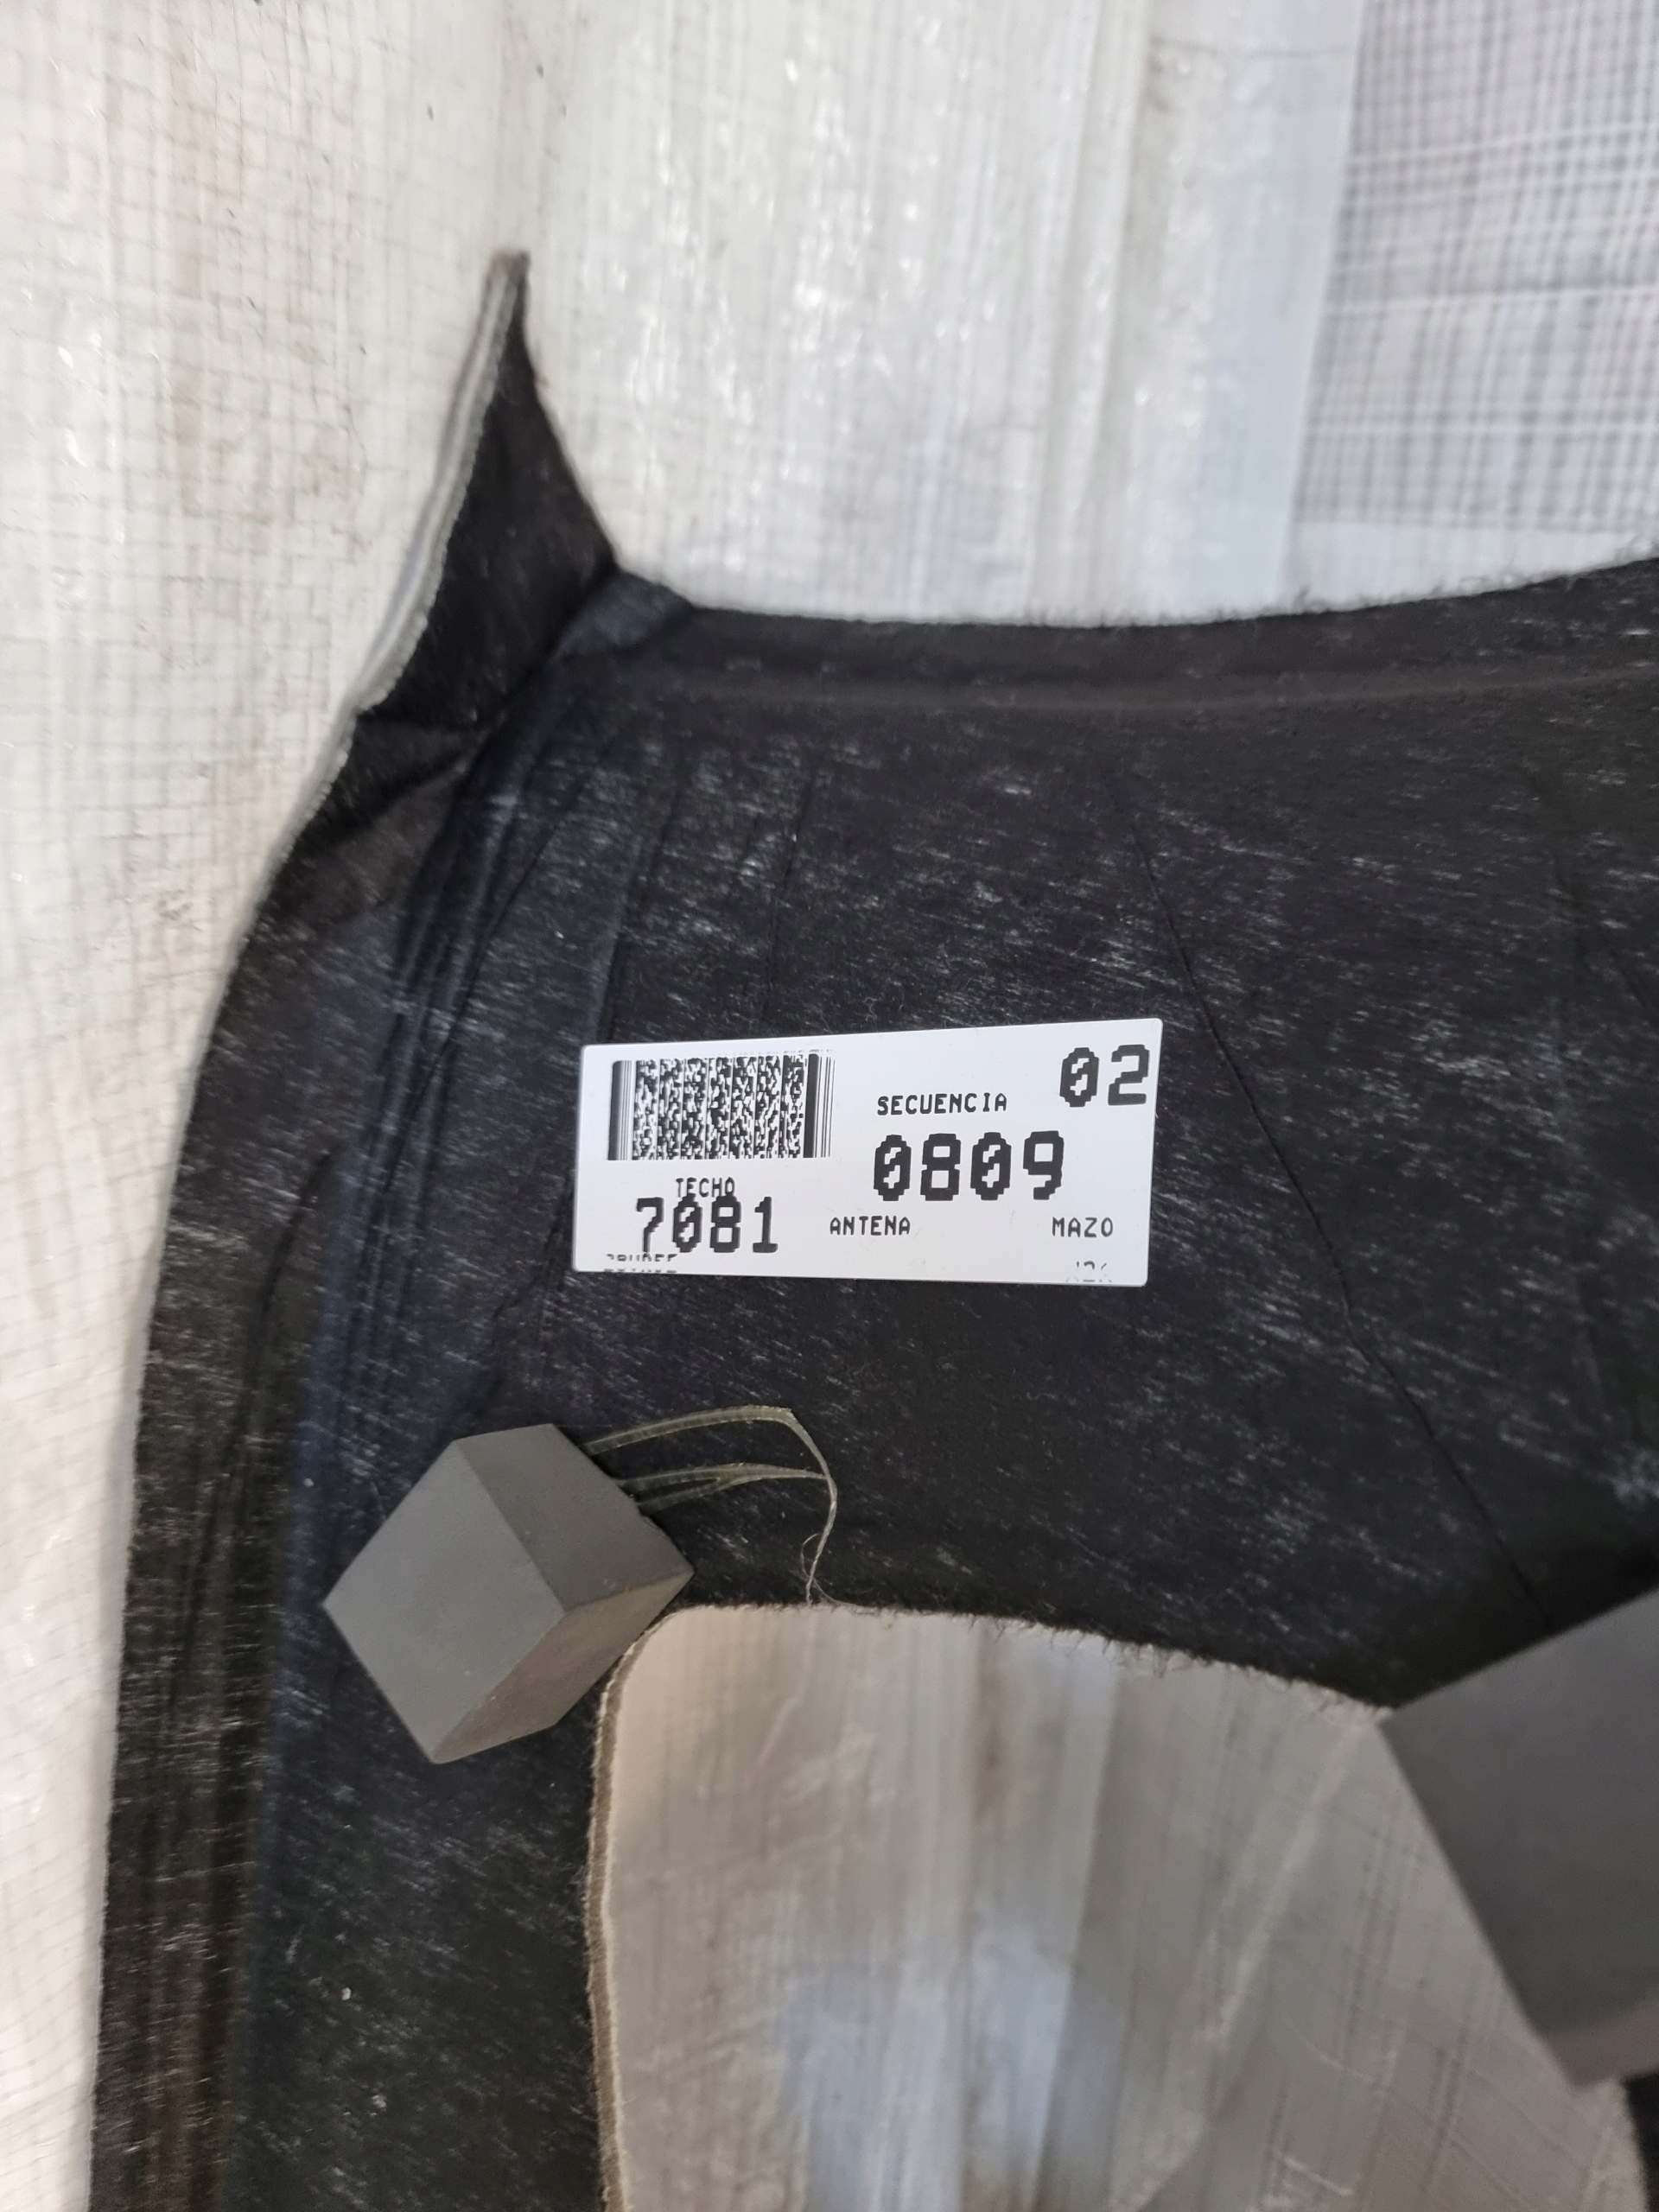 02
SECUENCIA
0809
TECHO
7081
ANTENA
MAZO